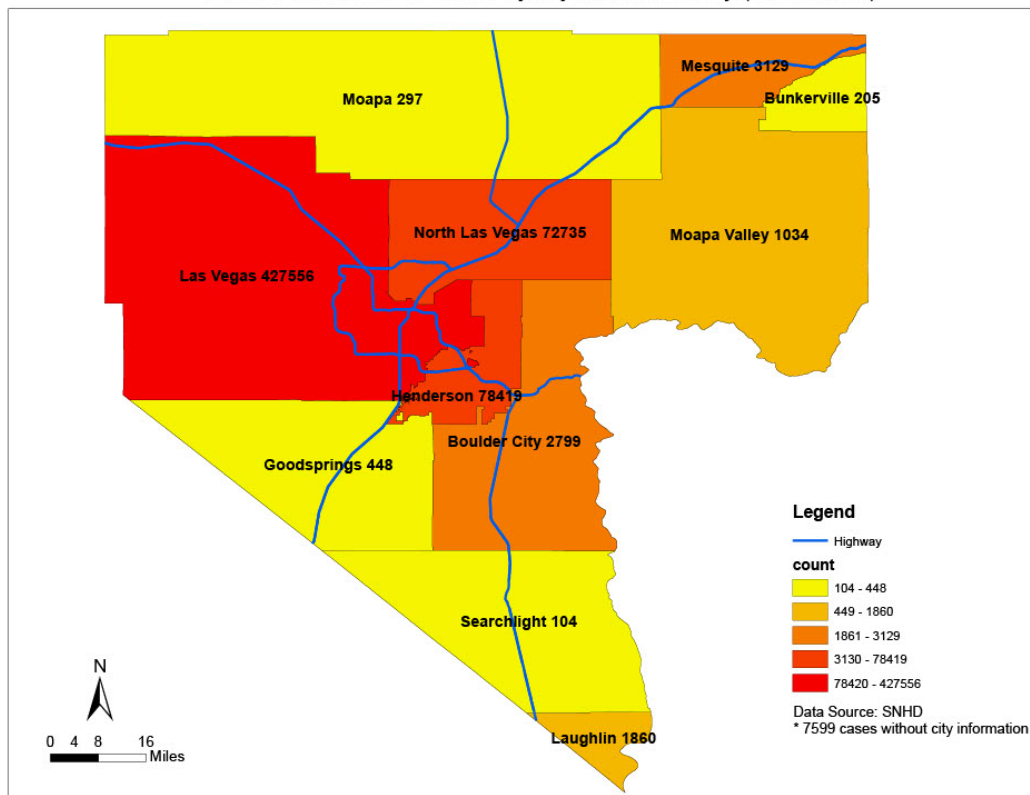 Mesquite 3129
Bunkerville 205
Moapa 297
North Las Vegas 72735
Moapa Valley 1034
Las Vegas 427556
Henderson 78419
Boulder City 2799
Goodsprings 448
Searchlight 104
Laughlin 1860
Legend
Highway
count
104 - 448
449 - 1860
1861 - 3129
3130 - 78419
78420 - 427556
Data Source: SNHD
* 7599 cases without city information
N
0 4 8 16
Miles